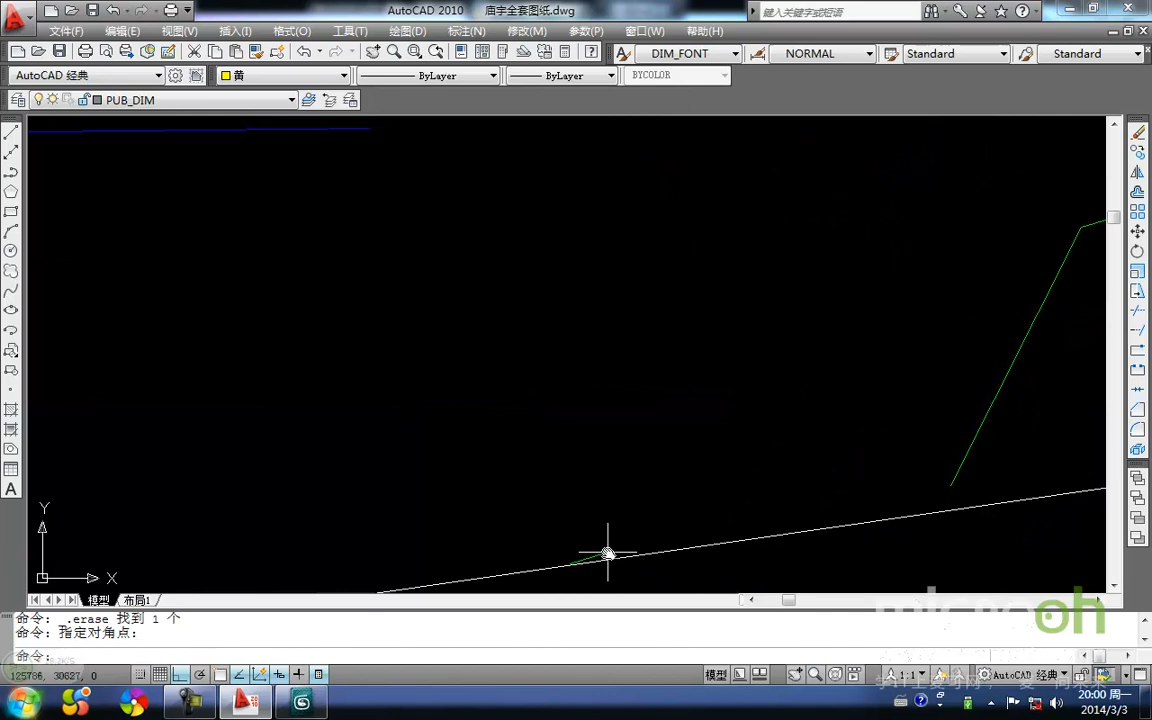 AutoCAD 2010 庙宇全套图纸.dwg
键入关键字或短语
文件(F) 编辑(E) 视图(V) 插入(I) 格式(O) 工具(T) 绘图(D) 标注(N) 修改(M) 参数(P) 窗口(W) 帮助(H)
DIM_FONT NORMAL Standard Standard
AutoCAD 经典 黄 ByLayer ByLayer BYCOLOR
PUB_DIM
Y
X
A
模型 布局1
命令: _.erase 找到 1 个
命令: 指定对角点:
命令:
oh
125786, 30627, 0
模型 1:1 AutoCAD 经典
20:00 周一
2014/3/3